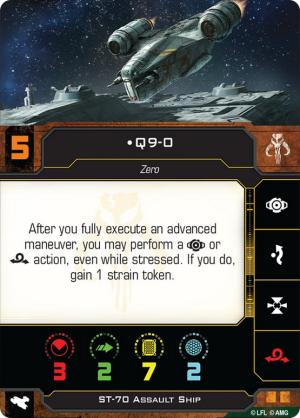 •Q9-0
5
Zero
After you fully execute an advanced
maneuver, you may perform a or
action, even while stressed. If you do,
gain 1 strain token.
3 2 7 2
ST-70 Assault Ship
© LFL © AMG